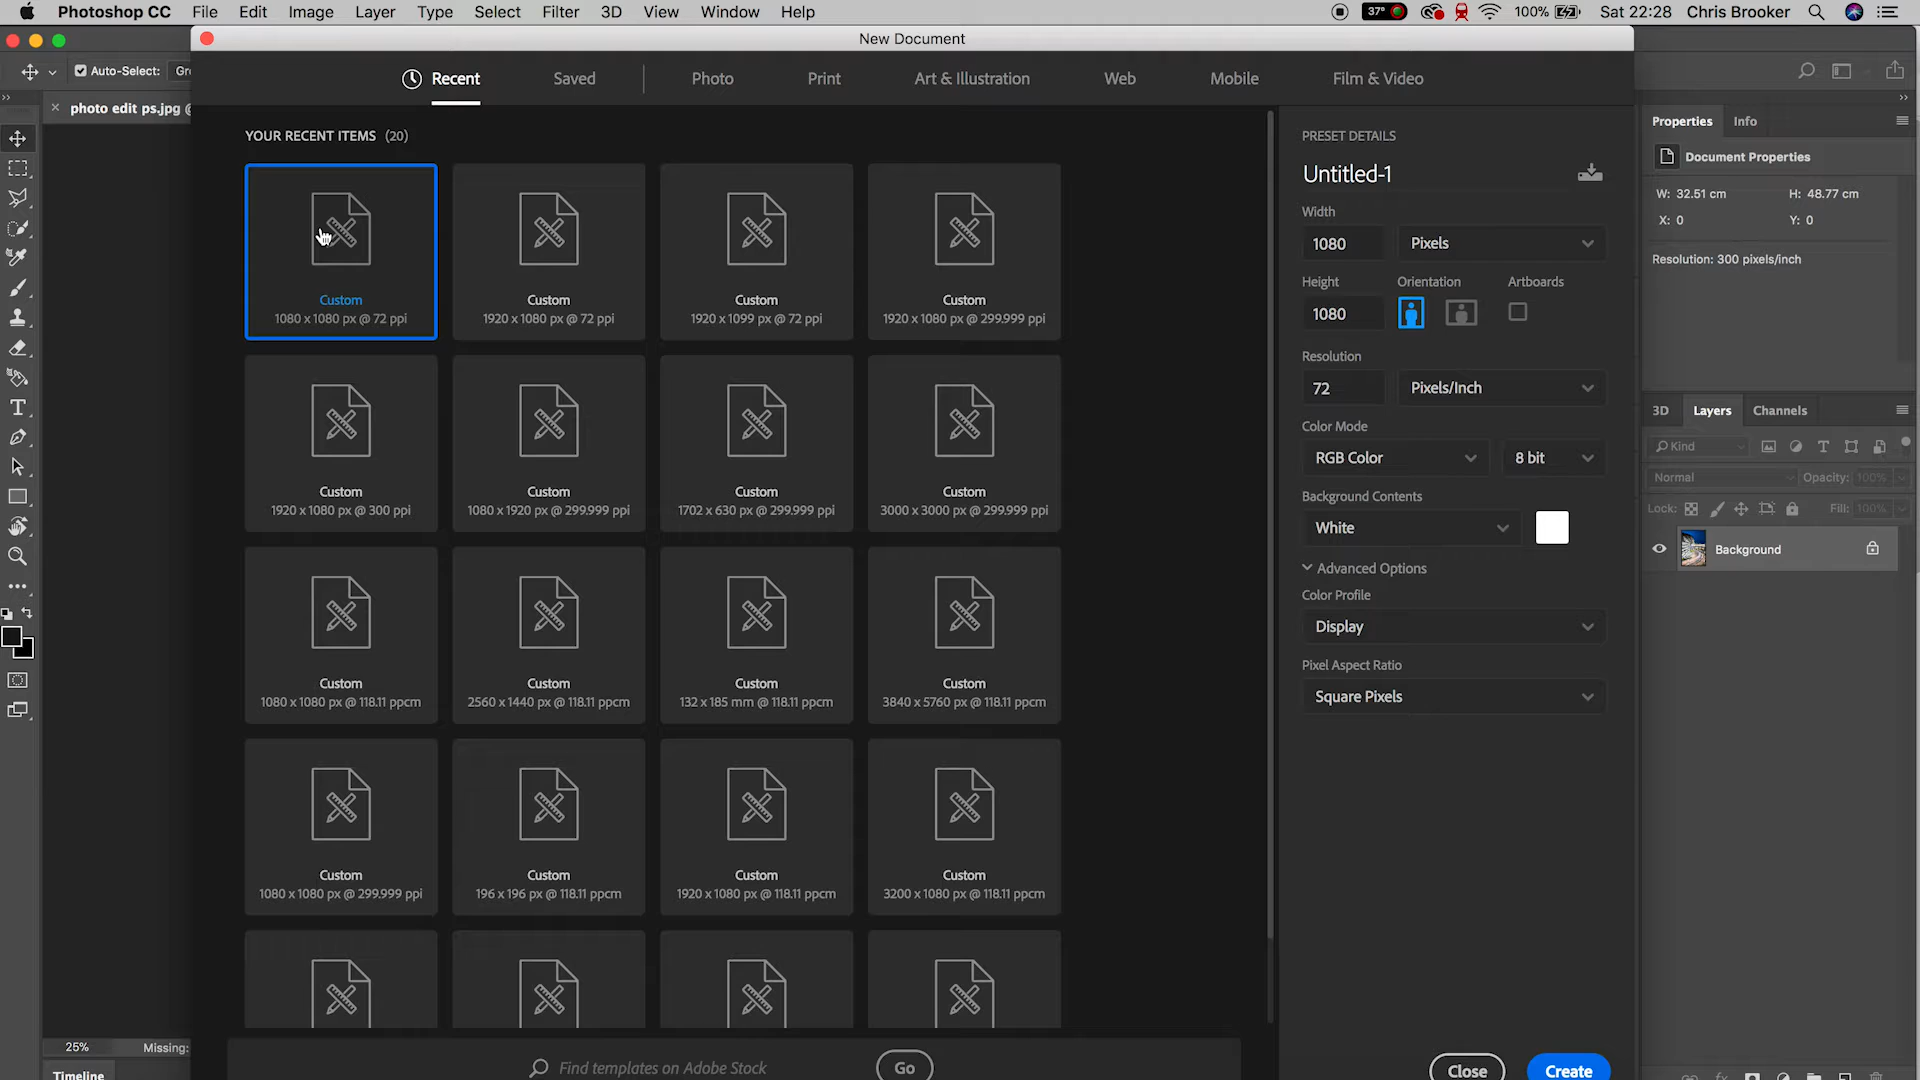 Photoshop CC File Edit Image Layer Type Select Filter 3D View Window Help 37° 100% Sat 22:28 Chris Brooker
New Document
Auto-Select: Gr
Recent Saved Photo Print Art & Illustration Web Mobile Film & Video
photo edit ps.jpg @
YOUR RECENT ITEMS (20)
Custom
1080 x 1080 px @ 72 ppi
Custom
1920 x 1080 px @ 72 ppi
Custom
1920 x 1099 px @ 72 ppi
Custom
1920 x 1080 px @ 299.999 ppi
Custom
1920 x 1080 px @ 300 ppi
Custom
1080 x 1920 px @ 299.999 ppi
Custom
1702 x 630 px @ 299.999 ppi
Custom
3000 x 3000 px @ 299.999 ppi
Custom
1080 x 1080 px @ 118.11 ppcm
Custom
2560 x 1440 px @ 118.11 ppcm
Custom
132 x 185 mm @ 118.11 ppcm
Custom
3840 x 5760 px @ 118.11 ppcm
Custom
1080 x 1080 px @ 299.999 ppi
Custom
196 x 196 px @ 118.11 ppcm
Custom
1920 x 1080 px @ 118.11 ppcm
Custom
3200 x 1080 px @ 118.11 ppcm
Find templates on Adobe Stock Go
PRESET DETAILS
Untitled-1
Width
1080 Pixels
Height Orientation Artboards
1080
Resolution
72 Pixels/Inch
Color Mode
RGB Color 8 bit
Background Contents
White
Advanced Options
Color Profile
Display
Pixel Aspect Ratio
Square Pixels
Close Create
Properties Info
Document Properties
W: 32.51 cm H: 48.77 cm
X: 0 Y: 0
Resolution: 300 pixels/inch
3D Layers Channels
Kind
Normal Opacity: 100%
Lock: Fill: 100%
Background
25% Missing:
Timeline